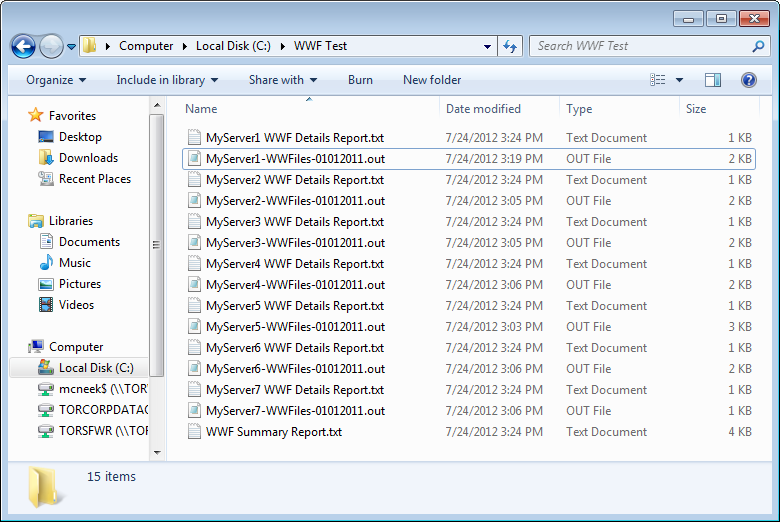 Computer Local Disk (C:) WWF Test Search WWF Test
Organize Include in library Share with Burn New folder
Favorites
Desktop
Downloads
Recent Places
Libraries
Documents
Music
Pictures
Videos
Computer
Local Disk (C:)
mcneek$ (\\TOR
TORCORPDATAC
TORSFWR (\\TOF
Name Date modified Type Size
MyServer1 WWF Details Report.txt 7/24/2012 3:24 PM Text Document 1 KB
MyServer1-WWFiles-01012011.out 7/24/2012 3:19 PM OUT File 2 KB
MyServer2 WWF Details Report.txt 7/24/2012 3:24 PM Text Document 1 KB
MyServer2-WWFiles-01012011.out 7/24/2012 3:05 PM OUT File 2 KB
MyServer3 WWF Details Report.txt 7/24/2012 3:24 PM Text Document 1 KB
MyServer3-WWFiles-01012011.out 7/24/2012 3:05 PM OUT File 2 KB
MyServer4 WWF Details Report.txt 7/24/2012 3:24 PM Text Document 1 KB
MyServer4-WWFiles-01012011.out 7/24/2012 3:06 PM OUT File 2 KB
MyServer5 WWF Details Report.txt 7/24/2012 3:24 PM Text Document 1 KB
MyServer5-WWFiles-01012011.out 7/24/2012 3:03 PM OUT File 3 KB
MyServer6 WWF Details Report.txt 7/24/2012 3:24 PM Text Document 1 KB
MyServer6-WWFiles-01012011.out 7/24/2012 3:06 PM OUT File 2 KB
MyServer7 WWF Details Report.txt 7/24/2012 3:24 PM Text Document 1 KB
MyServer7-WWFiles-01012011.out 7/24/2012 3:06 PM OUT File 2 KB
WWF Summary Report.txt 7/24/2012 3:24 PM Text Document 4 KB
15 items